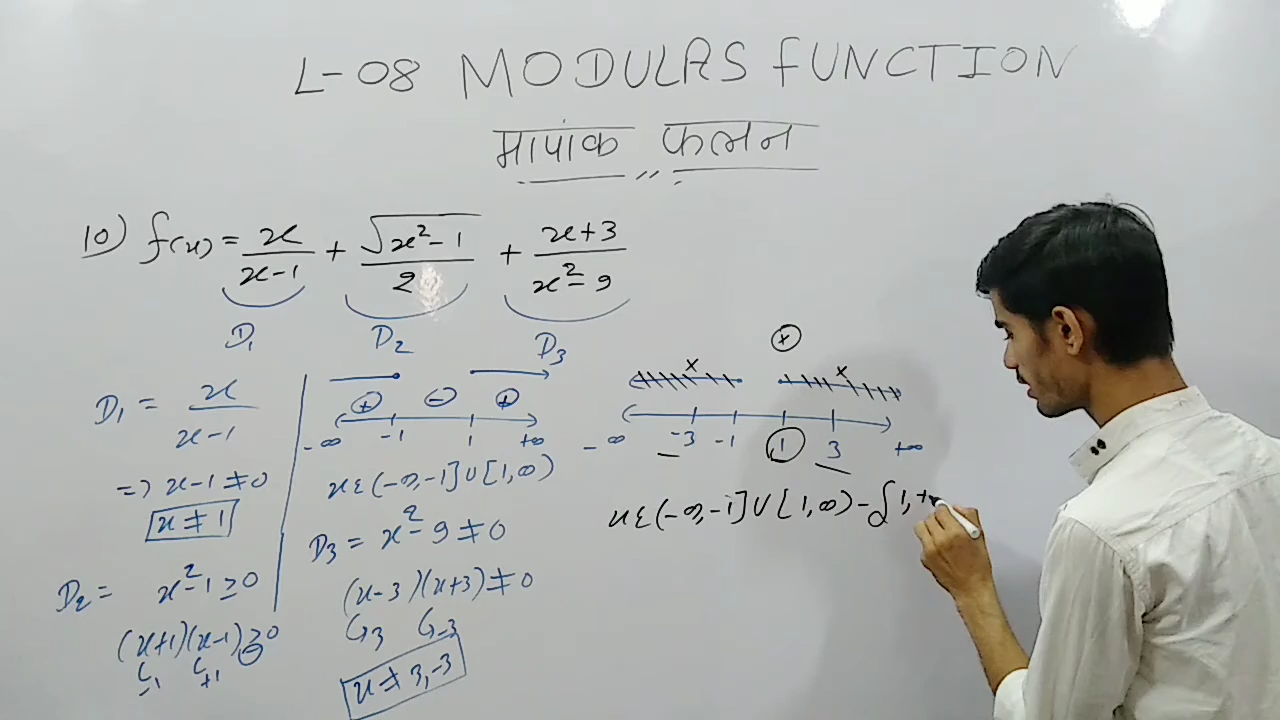 L-08 MODULAS FUNCTION
मापांक फलन
10) f(x) = x/(x-1) + √(x²-1)/2 + (x+3)/(x²-9)
D₁ D₂ D₃
D₁ = x/(x-1)
=> x-1 ≠ 0
x ≠ 1
D₂ = x²-1 ≥ 0
(x+1)(x-1) ≥ 0
-1 +1
+ - +
-∞ -1 1 +∞
x ε (-∞,-1] U [1,∞)
D₃ = x²-9 ≠ 0
(x-3)(x+3) ≠ 0
3 -3
x ≠ 3,-3
+
x x
-∞ -3 -1 1 3 +∞
x ε (-∞,-1] U [1,∞) - { 1, +